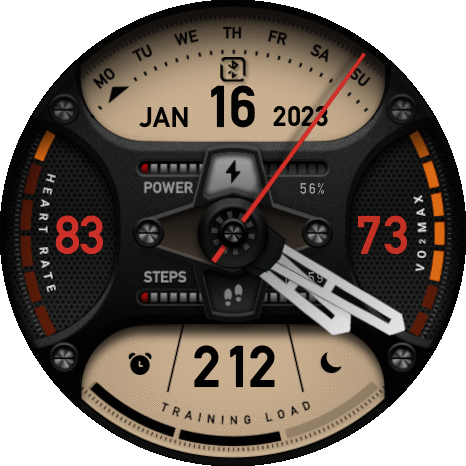 MO TU WE TH FR SA SU
JAN 16 2023
POWER 56%
HEART RATE
83
73
VO2MAX
STEPS
212
TRAINING LOAD